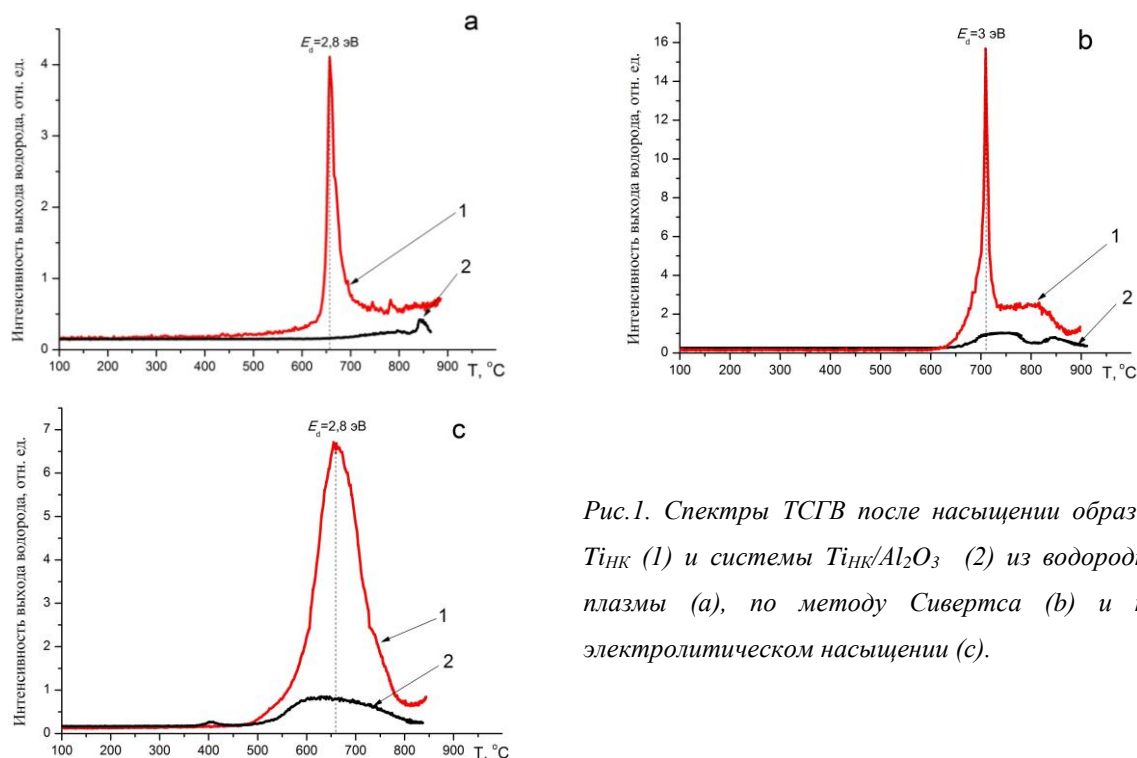 a
E_d=2,8 эВ
Интенсивность выхода водорода, отн. ед.
4
3
2
1
0
1
2
100 200 300 400 500 600 700 800 900 T, °C
b
E_d=3 эВ
Интенсивность выхода водорода, отн. ед.
16
14
12
10
8
6
4
2
0
1
2
100 200 300 400 500 600 700 800 900 T, °C
c
E_d=2,8 эВ
Интенсивность выхода водорода, отн. ед.
7
6
5
4
3
2
1
0
1
2
100 200 300 400 500 600 700 800 900 T, °C
Рис.1. Спектры ТСГВ после насыщении образ
Ti_НК (1) и системы Ti_НК/Al₂O₃ (2) из водород
плазмы (a), по методу Сивертса (b) и
электролитическом насыщении (c).